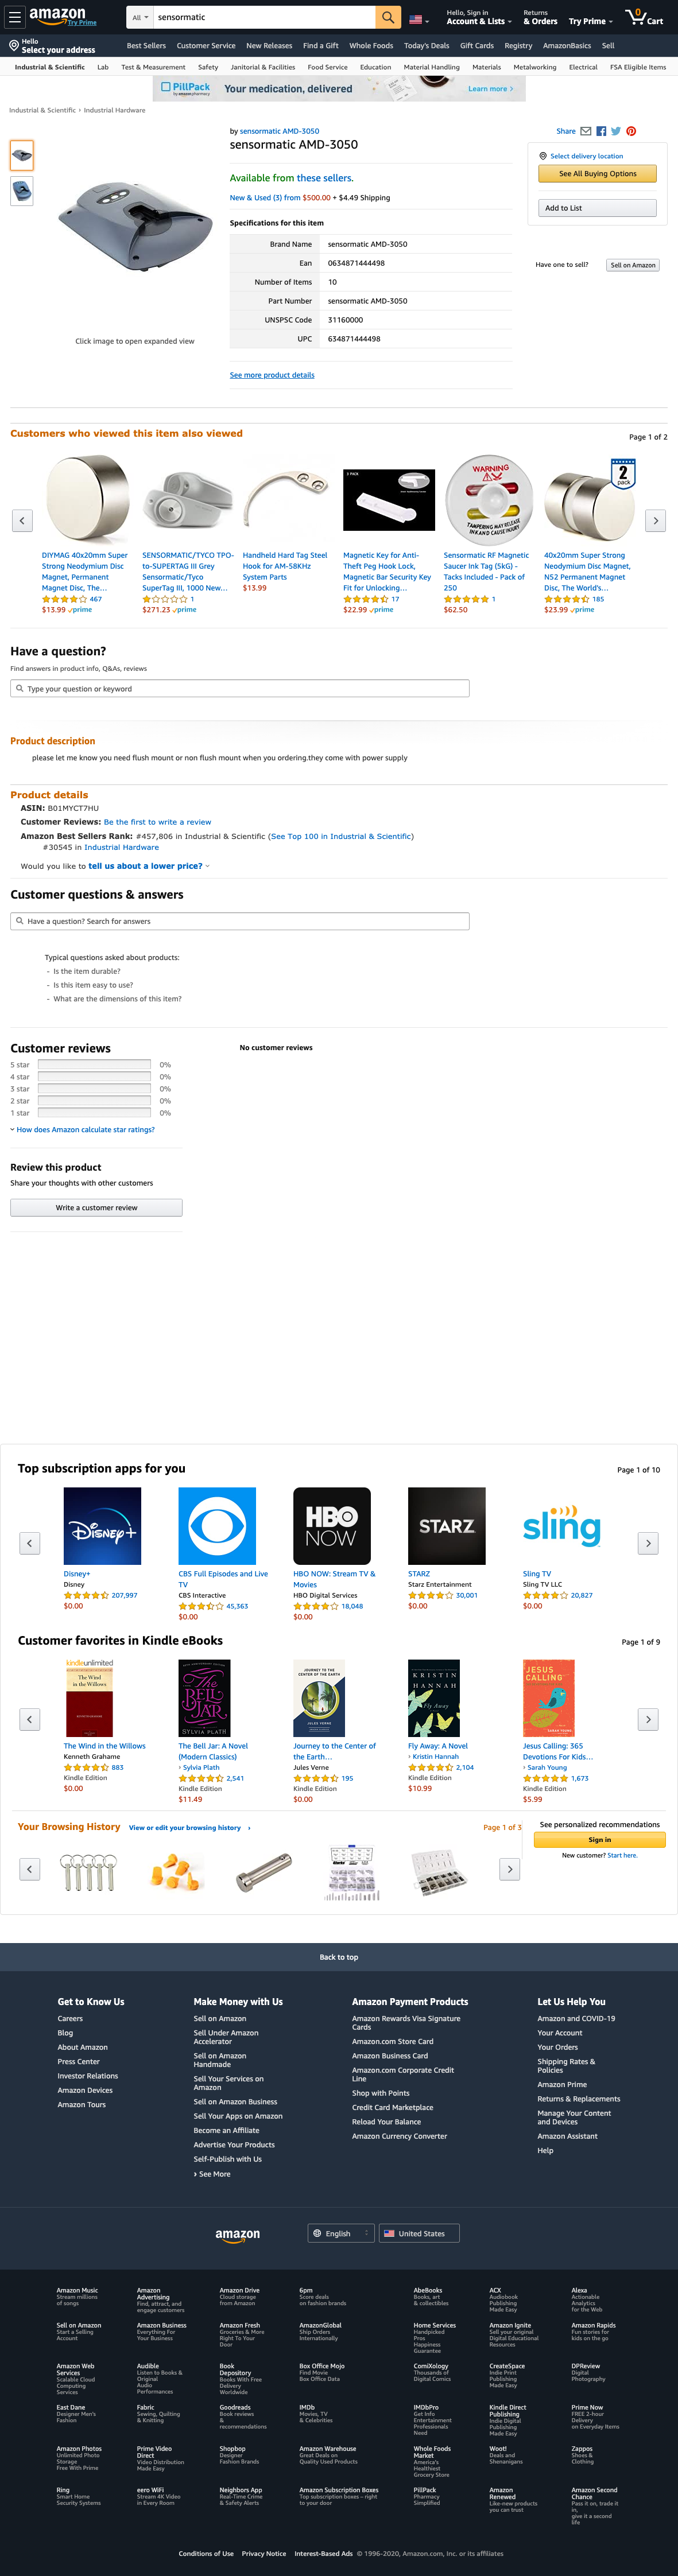 amazon
Try Prime
All
sensormatic
Hello, Sign in
Account & Lists
Returns
& Orders
Try Prime
0
Cart
Hello
Select your address
Best Sellers Customer Service New Releases Find a Gift Whole Foods Today's Deals Gift Cards Registry AmazonBasics Sell
Industrial & Scientific Lab Test & Measurement Safety Janitorial & Facilities Food Service Education Material Handling Materials Metalworking Electrical FSA Eligible Items
PillPack
by amazon pharmacy
Your medication, delivered
Learn more >
Industrial & Scientific › Industrial Hardware
by sensormatic AMD-3050
sensormatic AMD-3050
Available from these sellers.
New & Used (3) from $500.00 + $4.49 Shipping
Specifications for this item
Brand Name sensormatic AMD-3050
Ean 0634871444498
Number of Items 10
Part Number sensormatic AMD-3050
UNSPSC Code 31160000
UPC 634871444498
See more product details
Click image to open expanded view
Share
Select delivery location
See All Buying Options
Add to List
Have one to sell?
Sell on Amazon
Customers who viewed this item also viewed
Page 1 of 2
DIYMAG 40x20mm Super
Strong Neodymium Disc
Magnet, Permanent
Magnet Disc, The…
467
$13.99 prime
SENSORMATIC/TYCO TPO-
to-SUPERTAG III Grey
Sensormatic/Tyco
SuperTag III, 1000 New…
1
$271.23 prime
Handheld Hard Tag Steel
Hook for AM-58KHz
System Parts
$13.99
Magnetic Key for Anti-
Theft Peg Hook Lock,
Magnetic Bar Security Key
Fit for Unlocking…
17
$22.99 prime
WARNING
TAMPERING MAY RELEASE
INK AND CAUSE INJURY
Sensormatic RF Magnetic
Saucer Ink Tag (5kG) -
Tacks Included - Pack of
250
1
$62.50
2
pack
40x20mm Super Strong
Neodymium Disc Magnet,
N52 Permanent Magnet
Disc, The World's…
185
$23.99 prime
Have a question?
Find answers in product info, Q&As, reviews
Type your question or keyword
Product description
please let me know you need flush mount or non flush mount when you ordering.they come with power supply
Product details
ASIN: B01MYCT7HU
Customer Reviews: Be the first to write a review
Amazon Best Sellers Rank: #457,806 in Industrial & Scientific (See Top 100 in Industrial & Scientific)
#30545 in Industrial Hardware
Would you like to tell us about a lower price?
Customer questions & answers
Have a question? Search for answers
Typical questions asked about products:
- Is the item durable?
- Is this item easy to use?
- What are the dimensions of this item?
Customer reviews
No customer reviews
5 star 0%
4 star 0%
3 star 0%
2 star 0%
1 star 0%
How does Amazon calculate star ratings?
Review this product
Share your thoughts with other customers
Write a customer review
Top subscription apps for you
Page 1 of 10
Disney+
HBO
NOW
STARZ
sling
Disney+
Disney
207,997
$0.00
CBS Full Episodes and Live
TV
CBS Interactive
45,363
$0.00
HBO NOW: Stream TV &
Movies
HBO Digital Services
18,048
$0.00
STARZ
Starz Entertainment
30,001
$0.00
Sling TV
Sling TV LLC
20,827
$0.00
Customer favorites in Kindle eBooks
Page 1 of 9
kindleunlimited
The Wind
in the
Willows
THE
BELL
JAR
SYLVIA PLATH
JOURNEY TO THE
CENTER OF THE
EARTH
JULES VERNE
KRISTIN
HANNAH
Fly Away
JESUS
CALLING
The Wind in the Willows
Kenneth Grahame
883
Kindle Edition
$0.00
The Bell Jar: A Novel
(Modern Classics)
› Sylvia Plath
2,541
Kindle Edition
$11.49
Journey to the Center of
the Earth…
Jules Verne
195
Kindle Edition
$0.00
Fly Away: A Novel
› Kristin Hannah
2,104
Kindle Edition
$10.99
Jesus Calling: 365
Devotions For Kids…
› Sarah Young
1,673
Kindle Edition
$5.99
Your Browsing History View or edit your browsing history ›
Page 1 of 3
See personalized recommendations
Sign in
New customer? Start here.
Back to top
Get to Know Us
Careers
Blog
About Amazon
Press Center
Investor Relations
Amazon Devices
Amazon Tours
Make Money with Us
Sell on Amazon
Sell Under Amazon
Accelerator
Sell on Amazon
Handmade
Sell Your Services on
Amazon
Sell on Amazon Business
Sell Your Apps on Amazon
Become an Affiliate
Advertise Your Products
Self-Publish with Us
› See More
Amazon Payment Products
Amazon Rewards Visa Signature
Cards
Amazon.com Store Card
Amazon Business Card
Amazon.com Corporate Credit
Line
Shop with Points
Credit Card Marketplace
Reload Your Balance
Amazon Currency Converter
Let Us Help You
Amazon and COVID-19
Your Account
Your Orders
Shipping Rates &
Policies
Amazon Prime
Returns & Replacements
Manage Your Content
and Devices
Amazon Assistant
Help
amazon
English
United States
Amazon Music
Stream millions
of songs
Amazon
Advertising
Find, attract, and
engage customers
Amazon Drive
Cloud storage
from Amazon
6pm
Score deals
on fashion brands
AbeBooks
Books, art
& collectibles
ACX
Audiobook
Publishing
Made Easy
Alexa
Actionable
Analytics
for the Web
Sell on Amazon
Start a Selling
Account
Amazon Business
Everything For
Your Business
Amazon Fresh
Groceries & More
Right To Your
Door
AmazonGlobal
Ship Orders
Internationally
Home Services
Handpicked
Pros
Happiness
Guarantee
Amazon Ignite
Sell your original
Digital Educational
Resources
Amazon Rapids
Fun stories for
kids on the go
Amazon Web
Services
Scalable Cloud
Computing
Services
Audible
Listen to Books &
Original
Audio
Performances
Book
Depository
Books With Free
Delivery
Worldwide
Box Office Mojo
Find Movie
Box Office Data
ComiXology
Thousands of
Digital Comics
CreateSpace
Indie Print
Publishing
Made Easy
DPReview
Digital
Photography
East Dane
Designer Men's
Fashion
Fabric
Sewing, Quilting
& Knitting
Goodreads
Book reviews
&
recommendations
IMDb
Movies, TV
& Celebrities
IMDbPro
Get Info
Entertainment
Professionals
Need
Kindle Direct
Publishing
Indie Digital
Publishing
Made Easy
Prime Now
FREE 2-hour
Delivery
on Everyday Items
Amazon Photos
Unlimited Photo
Storage
Free With Prime
Prime Video
Direct
Video Distribution
Made Easy
Shopbop
Designer
Fashion Brands
Amazon Warehouse
Great Deals on
Quality Used Products
Whole Foods
Market
America's
Healthiest
Grocery Store
Woot!
Deals and
Shenanigans
Zappos
Shoes &
Clothing
Ring
Smart Home
Security Systems
eero WiFi
Stream 4K Video
in Every Room
Neighbors App
Real-Time Crime
& Safety Alerts
Amazon Subscription Boxes
Top subscription boxes – right
to your door
PillPack
Pharmacy
Simplified
Amazon
Renewed
Like-new products
you can trust
Amazon Second
Chance
Pass it on, trade it
in,
give it a second
life
Conditions of Use Privacy Notice Interest-Based Ads © 1996-2020, Amazon.com, Inc. or its affiliates